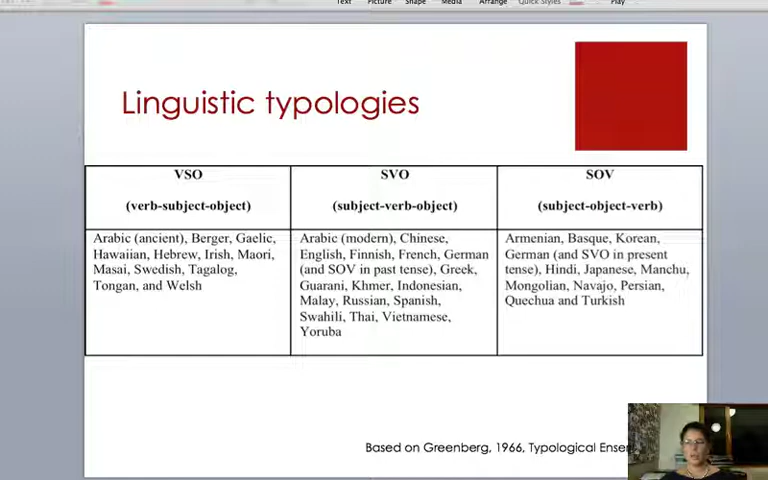 Text Picture Shape Media Arrange Quick Styles Play
Linguistic typologies
VSO
(verb-subject-object)
SVO
(subject-verb-object)
SOV
(subject-object-verb)
Arabic (ancient), Berger, Gaelic,
Hawaiian, Hebrew, Irish, Maori,
Masai, Swedish, Tagalog,
Tongan, and Welsh
Arabic (modern), Chinese,
English, Finnish, French, German
(and SOV in past tense), Greek,
Guarani, Khmer, Indonesian,
Malay, Russian, Spanish,
Swahili, Thai, Vietnamese,
Yoruba
Armenian, Basque, Korean,
German (and SVO in present
tense), Hindi, Japanese, Manchu,
Mongolian, Navajo, Persian,
Quechua and Turkish
Based on Greenberg, 1966, Typological